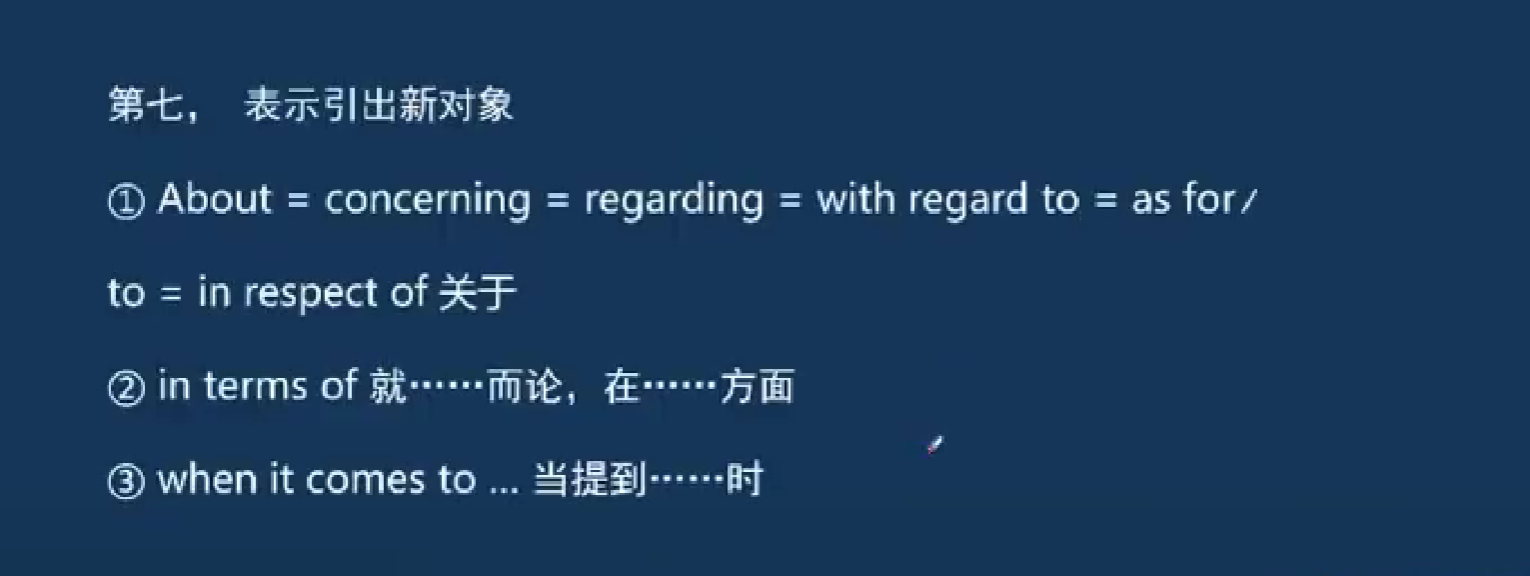 第七， 表示引出新对象
① About = concerning = regarding = with regard to = as for/
to = in respect of 关于
② in terms of 就……而论，在……方面
③ when it comes to ... 当提到……时